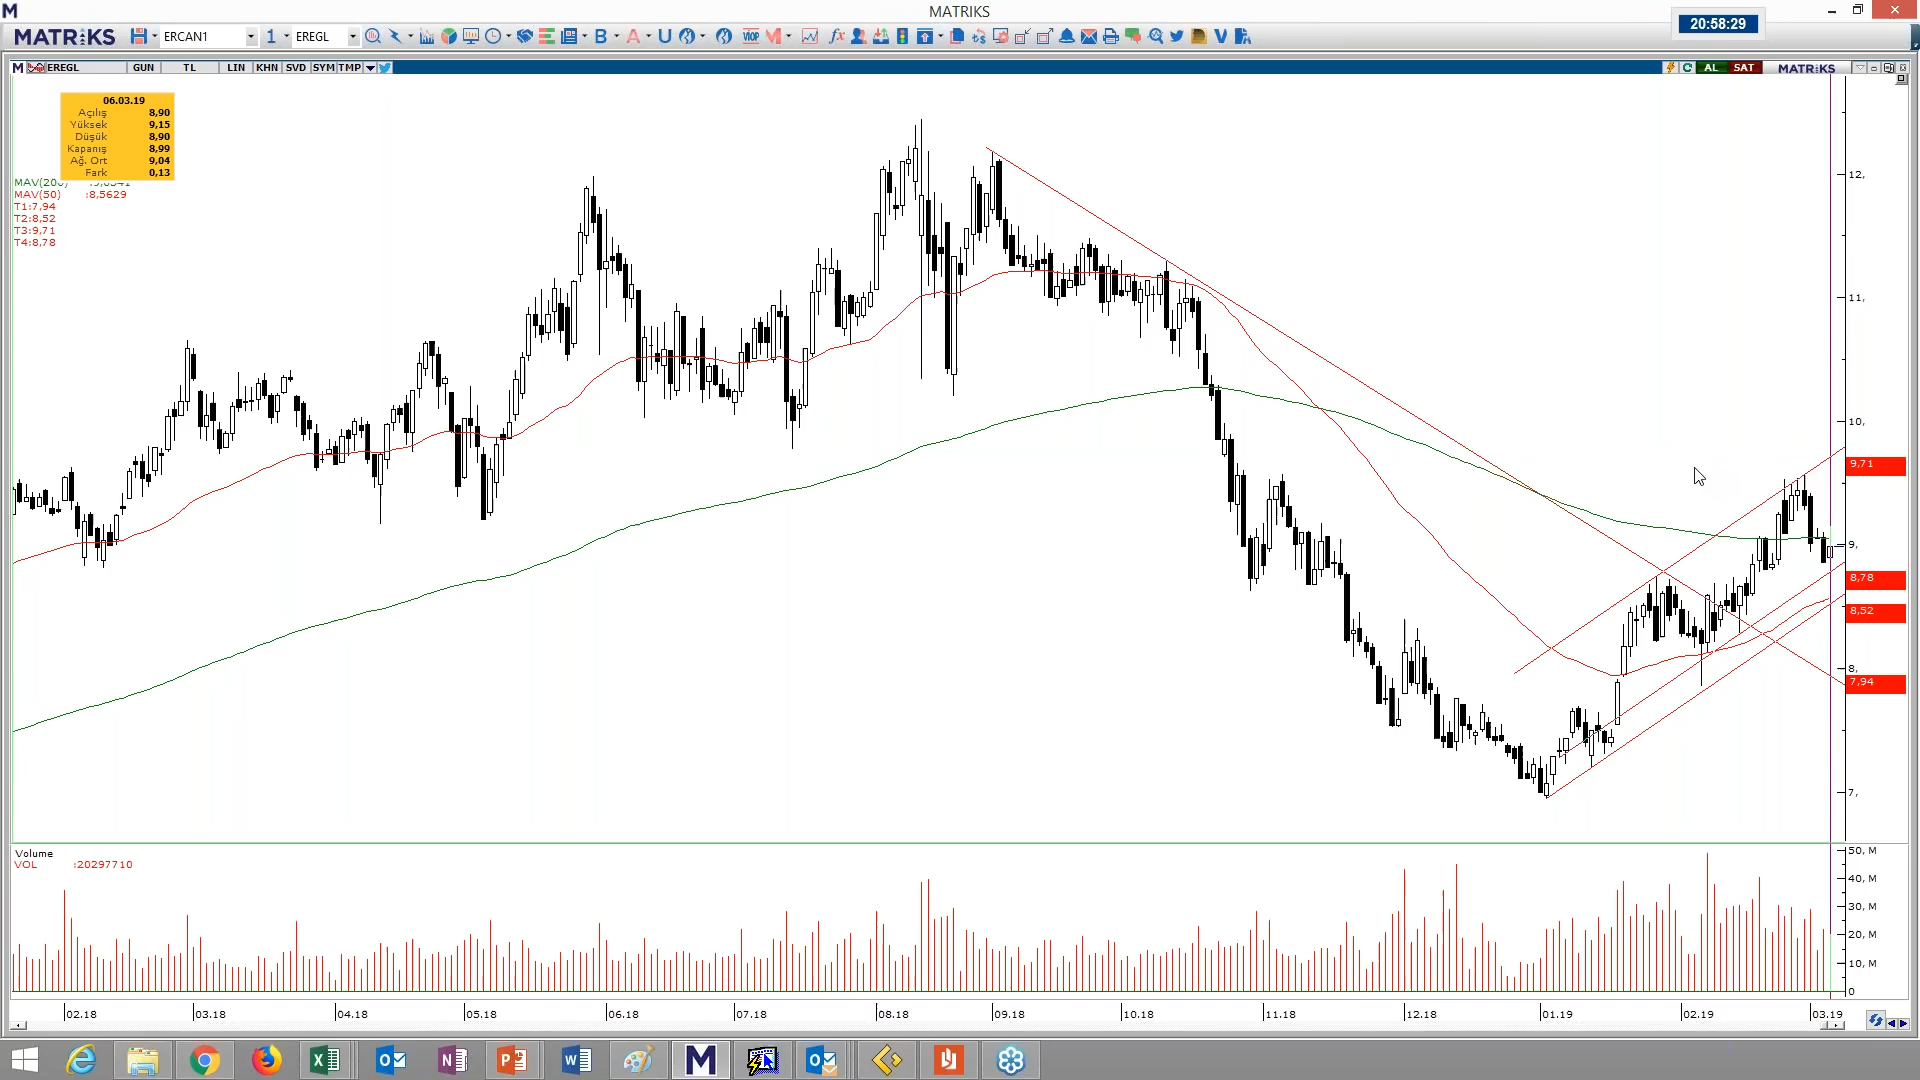 MATRIKS
20:58:29
MATRIKS ERCAN1 1 EREGL B A U VIOP M fx V
M EREGL GUN TL LIN KHN SVD SYM TMP AL SAT MATRIKS
06.03.19
Açılış 8,90
Yüksek 9,15
Düşük 8,90
Kapanış 8,99
Ağ. Ort 9,04
Fark 0,13
MAV(200)
MAV(50) :8,5629
T1:7,94
T2:8,52
T3:9,71
T4:8,78
12,
11,
10,
9,71
9,
8,78
8,52
8,
7,94
7,
Volume
VOL :20297710
50, M
40, M
30, M
20, M
10, M
0
02.18 03.18 04.18 05.18 06.18 07.18 08.18 09.18 10.18 11.18 12.18 01.19 02.19 03.19